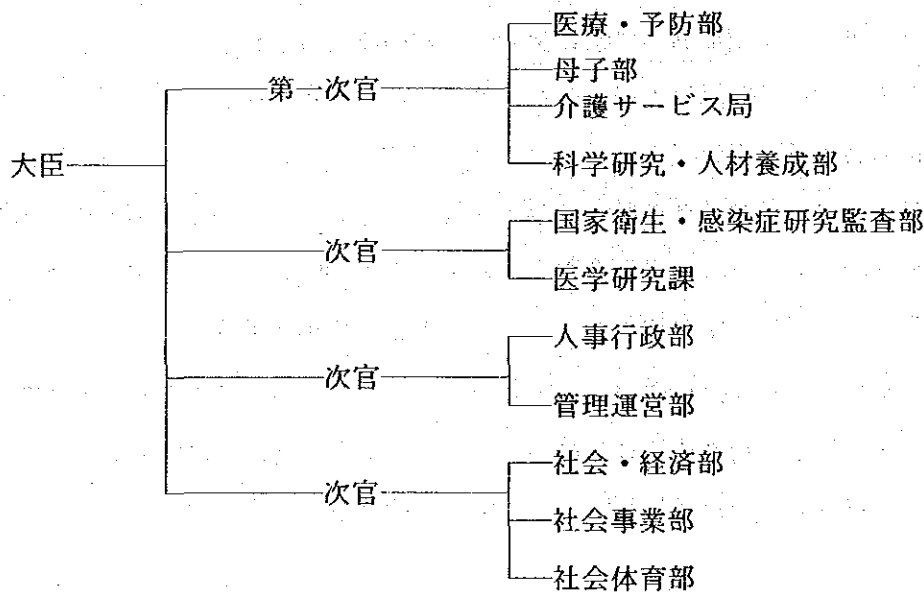 大臣
第一次官
医療・予防部
母子部
介護サービス局
科学研究・人材養成部
次官
国家衛生・感染症研究監査部
医学研究課
次官
人事行政部
管理運営部
次官
社会・経済部
社会事業部
社会体育部